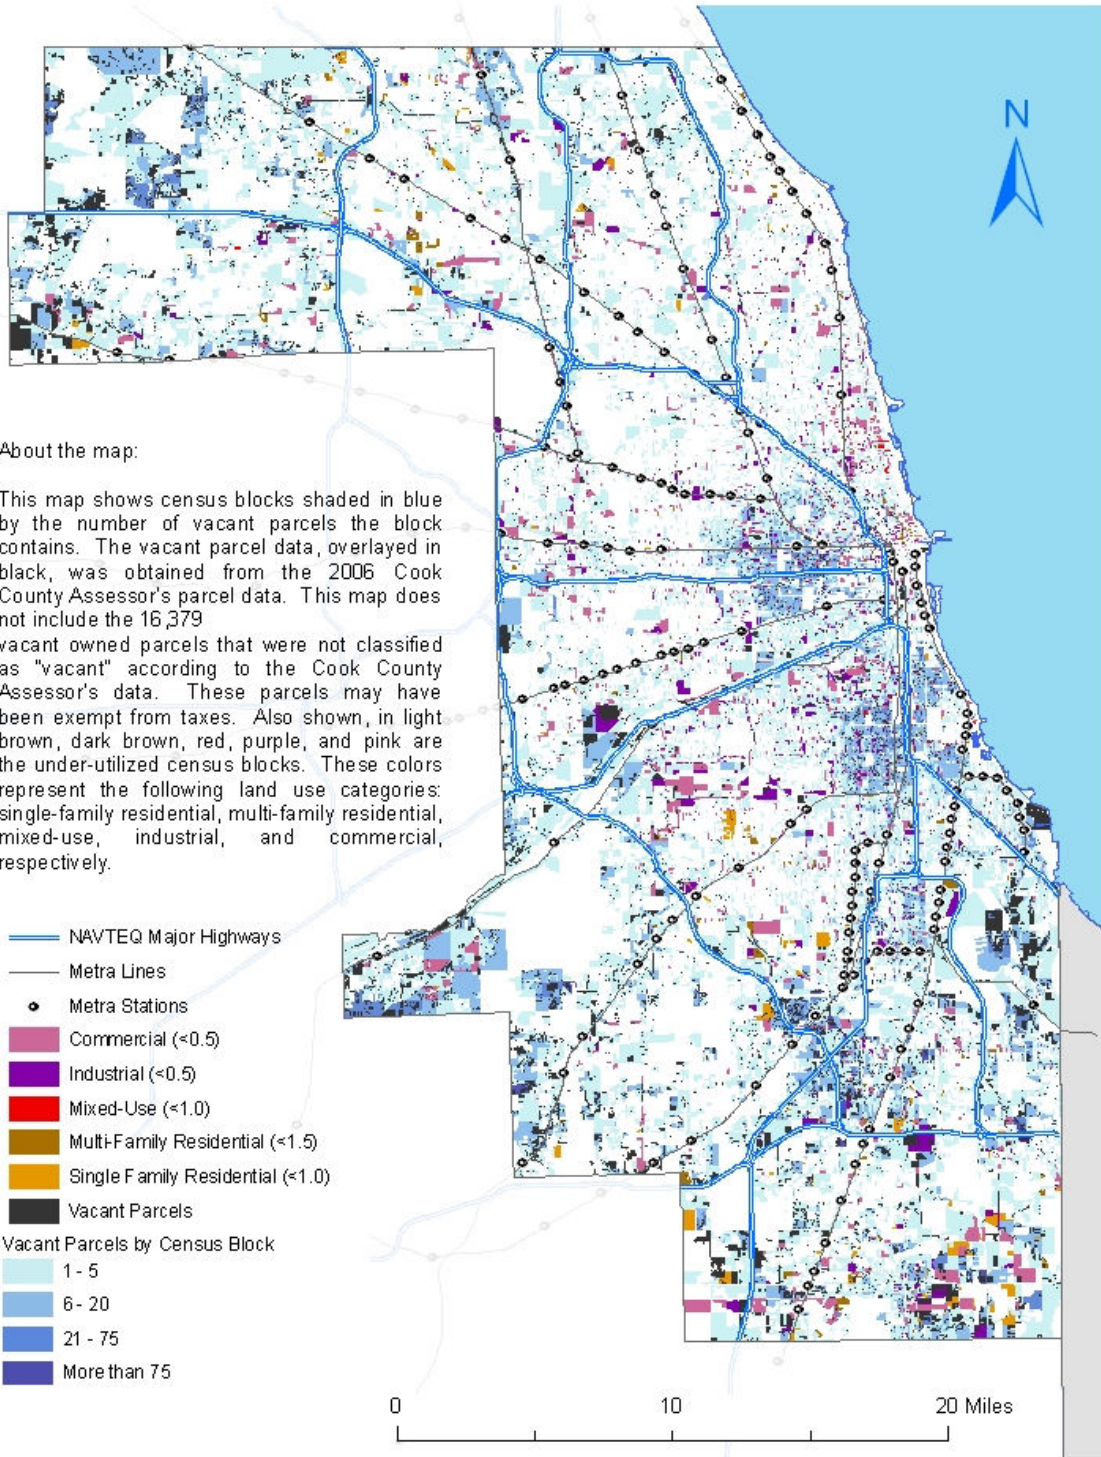 N
About the map:
This map shows census blocks shaded in blue
by the number of vacant parcels the block
contains. The vacant parcel data, overlayed in
black, was obtained from the 2006 Cook
County Assessor's parcel data. This map does
not include the 16,379
vacant owned parcels that were not classified
as "vacant" according to the Cook County
Assessor's data. These parcels may have
been exempt from taxes. Also shown, in light
brown, dark brown, red, purple, and pink are
the under-utilized census blocks. These colors
represent the following land use categories:
single-family residential, multi-family residential,
mixed-use, industrial, and commercial,
respectively.
NAVTEQ Major Highways
Metra Lines
Metra Stations
Commercial (<0.5)
Industrial (<0.5)
Mixed-Use (<1.0)
Multi-Family Residential (<1.5)
Single Family Residential (<1.0)
Vacant Parcels
Vacant Parcels by Census Block
1 - 5
6 - 20
21 - 75
More than 75
0 10 20 Miles